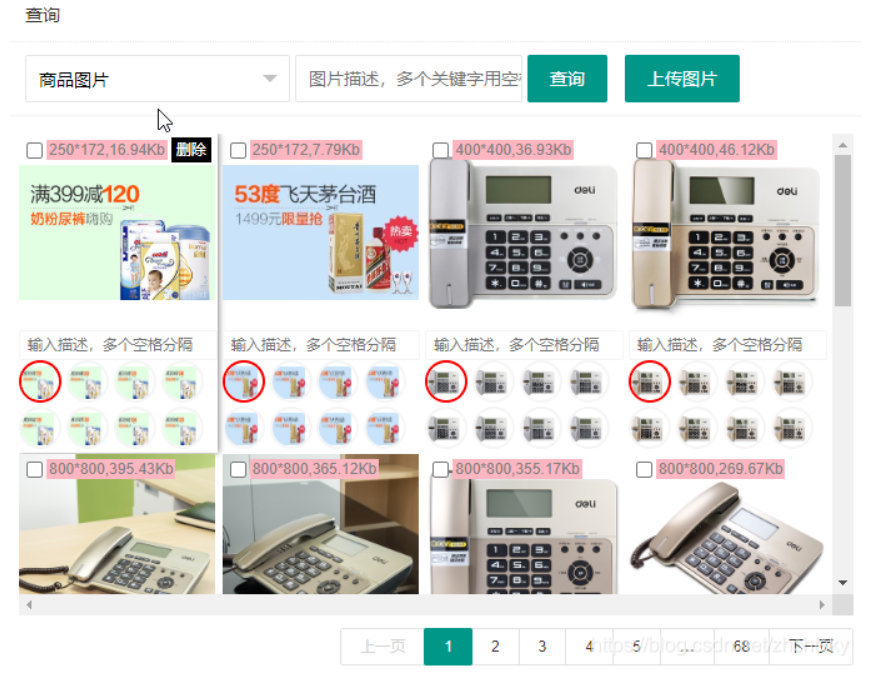 查询
商品图片
图片描述，多个关键字用空
查询
上传图片
250*172,16.94Kb 删除
250*172,7.79Kb
400*400,36.93Kb
400*400,46.12Kb
满399减120
奶粉尿裤嗨购
53度飞天茅台酒
1499元限量抢
热卖
HOT
deli
deli
输入描述，多个空格分隔
输入描述，多个空格分隔
输入描述，多个空格分隔
输入描述，多个空格分隔
800*800,395.43Kb
800*800,365.12Kb
800*800,355.17Kb
800*800,269.67Kb
deli
deli
deli
deli
上一页 1 2 3 4 5 ... 68 下一页